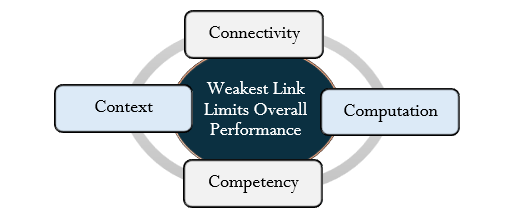 Connectivity
Weakest Link
Limits Overall
Performance
Context
Computation
Competency